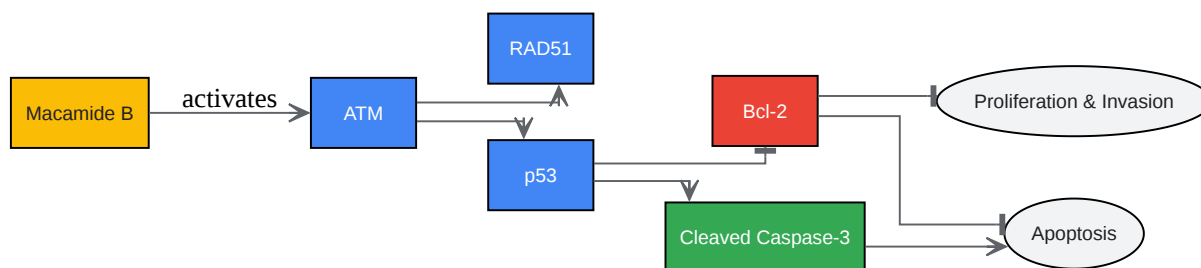 Macamide B
activates
ATM
RAD51
p53
Bcl-2
Cleaved Caspase-3
Proliferation & Invasion
Apoptosis